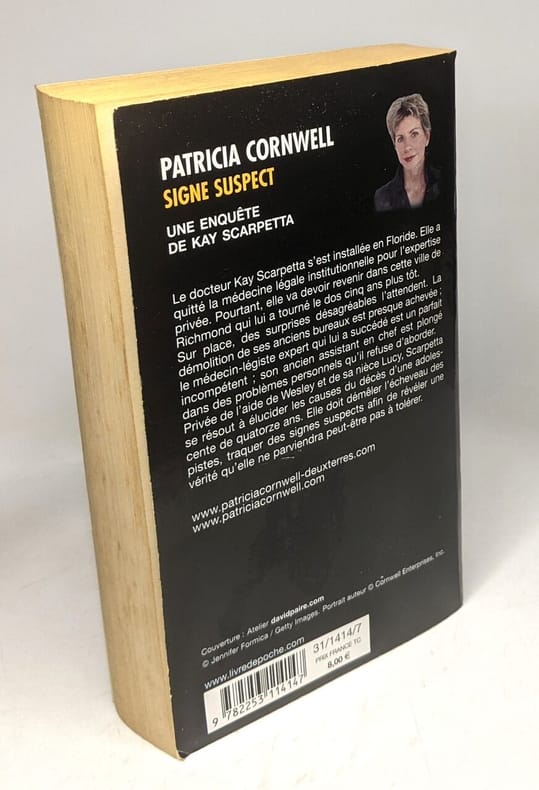 PATRICIA CORNWELL
SIGNE SUSPECT
UNE ENQUÊTE
DE KAY SCARPETTA
Le docteur Kay Scarpetta s'est installée en Floride. Elle a
quitté la médecine légale institutionnelle pour l'expertise
privée. Pourtant, elle va devoir revenir dans cette ville de
Richmond qui lui a tourné le dos cinq ans plus tôt.
Sur place, des surprises désagréables l'attendent. La
démolition de ses anciens bureaux est presque achevée ;
le médecin-légiste expert qui lui a succédé est un parfait
incompétent ; son ancien assistant en chef est plongé
dans des problèmes personnels qu'il refuse d'aborder.
Privée de l'aide de Wesley et de sa nièce Lucy, Scarpetta
se résout à élucider les causes du décès d'une adoles-
cente de quatorze ans. Elle doit démêler l'écheveau des
pistes, traquer des signes suspects afin de révéler une
vérité qu'elle ne parviendra peut-être pas à tolérer.
www.patriciacornwell-deuxterres.com
www.patriciacornwell.com
Couverture : Atelier davidpaire.com
© Jennifer Formica / Getty Images. Portrait auteur © Cornwell Enterprises, Inc.
www.livredepoche.com
31/1414/7
PRIX FRANCE TC
8,00 €
9 782253 114147